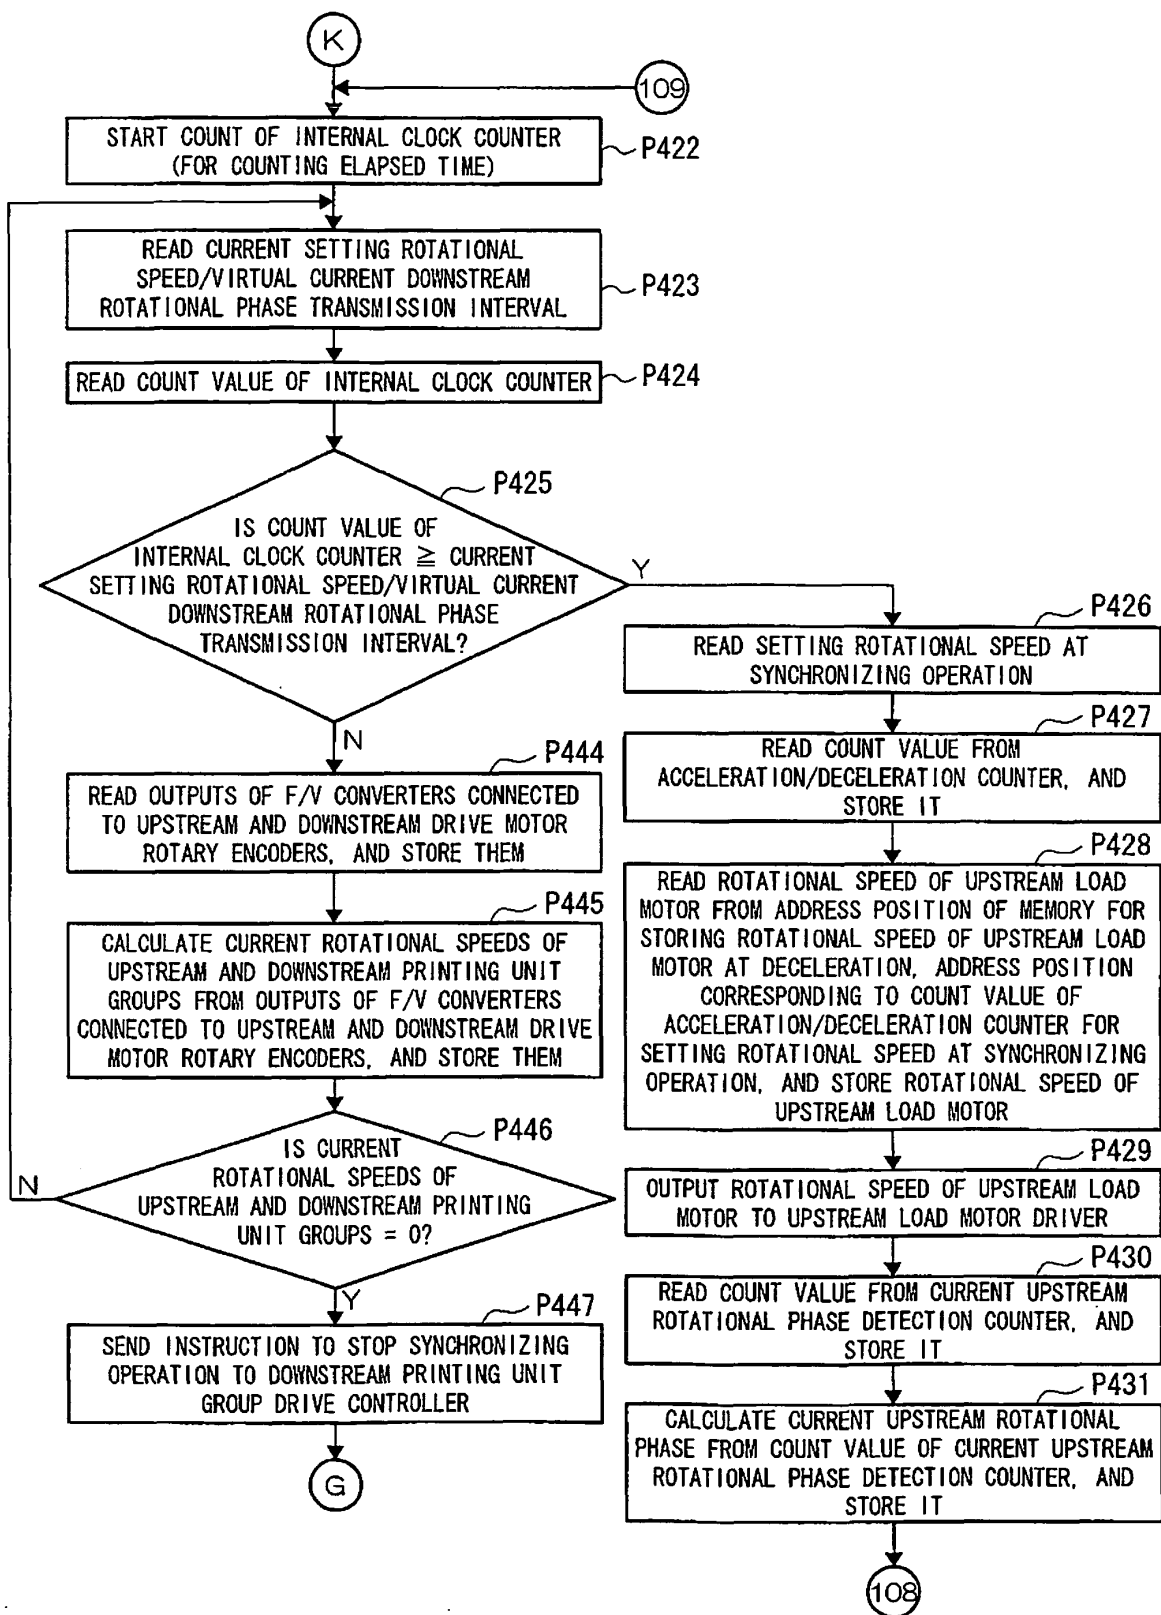 K
109
START COUNT OF INTERNAL CLOCK COUNTER
(FOR COUNTING ELAPSED TIME)
P422
READ CURRENT SETTING ROTATIONAL
SPEED/VIRTUAL CURRENT DOWNSTREAM
ROTATIONAL PHASE TRANSMISSION INTERVAL
P423
READ COUNT VALUE OF INTERNAL CLOCK COUNTER
P424
P425
IS COUNT VALUE OF
INTERNAL CLOCK COUNTER ≧ CURRENT
SETTING ROTATIONAL SPEED/VIRTUAL CURRENT
DOWNSTREAM ROTATIONAL PHASE
TRANSMISSION INTERVAL?
Y
N
P444
READ OUTPUTS OF F/V CONVERTERS CONNECTED
TO UPSTREAM AND DOWNSTREAM DRIVE MOTOR
ROTARY ENCODERS, AND STORE THEM
P445
CALCULATE CURRENT ROTATIONAL SPEEDS OF
UPSTREAM AND DOWNSTREAM PRINTING UNIT
GROUPS FROM OUTPUTS OF F/V CONVERTERS
CONNECTED TO UPSTREAM AND DOWNSTREAM DRIVE
MOTOR ROTARY ENCODERS, AND STORE THEM
P446
IS CURRENT
ROTATIONAL SPEEDS OF
UPSTREAM AND DOWNSTREAM PRINTING
UNIT GROUPS = 0?
N
Y
P447
SEND INSTRUCTION TO STOP SYNCHRONIZING
OPERATION TO DOWNSTREAM PRINTING UNIT
GROUP DRIVE CONTROLLER
G
P426
READ SETTING ROTATIONAL SPEED AT
SYNCHRONIZING OPERATION
P427
READ COUNT VALUE FROM
ACCELERATION/DECELERATION COUNTER, AND
STORE IT
P428
READ ROTATIONAL SPEED OF UPSTREAM LOAD
MOTOR FROM ADDRESS POSITION OF MEMORY FOR
STORING ROTATIONAL SPEED OF UPSTREAM LOAD
MOTOR AT DECELERATION, ADDRESS POSITION
CORRESPONDING TO COUNT VALUE OF
ACCELERATION/DECELERATION COUNTER FOR
SETTING ROTATIONAL SPEED AT SYNCHRONIZING
OPERATION, AND STORE ROTATIONAL SPEED OF
UPSTREAM LOAD MOTOR
P429
OUTPUT ROTATIONAL SPEED OF UPSTREAM LOAD
MOTOR TO UPSTREAM LOAD MOTOR DRIVER
P430
READ COUNT VALUE FROM CURRENT UPSTREAM
ROTATIONAL PHASE DETECTION COUNTER, AND
STORE IT
P431
CALCULATE CURRENT UPSTREAM ROTATIONAL
PHASE FROM COUNT VALUE OF CURRENT UPSTREAM
ROTATIONAL PHASE DETECTION COUNTER, AND
STORE IT
108